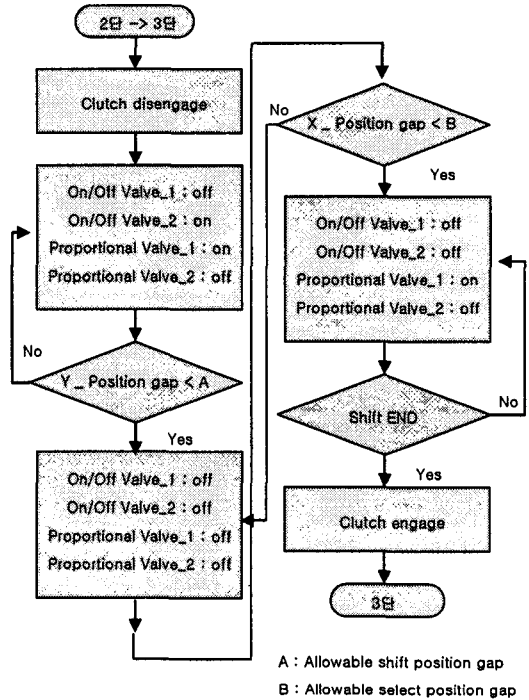 2단 -> 3단
Clutch disengage
On/Off Valve_1 : off
On/Off Valve_2 : on
Proportional Valve_1 : on
Proportional Valve_2 : off
No
Y_ Position gap < A
Yes
On/Off Valve_1 : off
On/Off Valve_2 : off
Proportional Valve_1 : off
Proportional Valve_2 : off
No
X_ Position gap < B
Yes
On/Off Valve_1 : off
On/Off Valve_2 : off
Proportional Valve_1 : on
Proportional Valve_2 : off
No
Shift END
Yes
Clutch engage
3단
A : Allowable shift position gap
B : Allowable select position gap